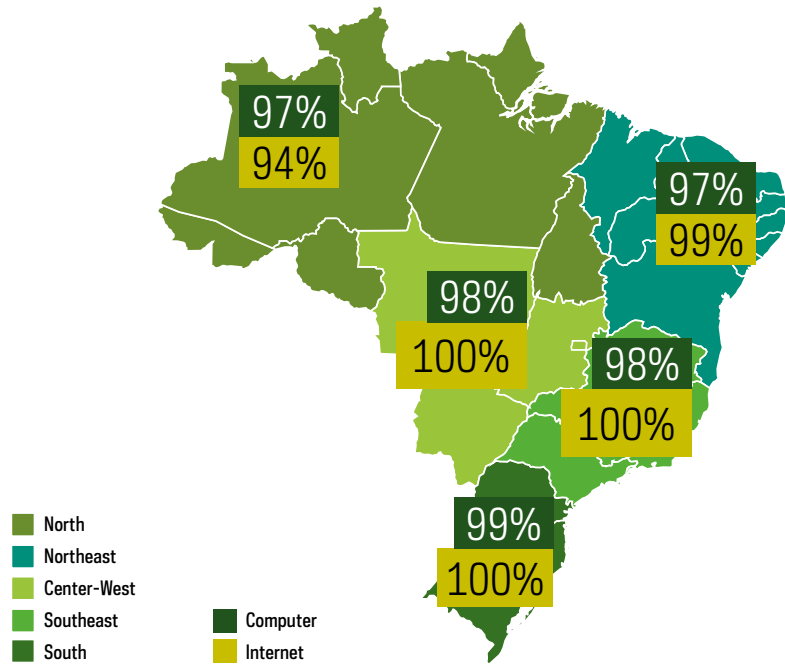 97%
94%
97%
99%
98%
100%
98%
100%
99%
100%
North
Northeast
Center-West
Southeast
South
Computer
Internet